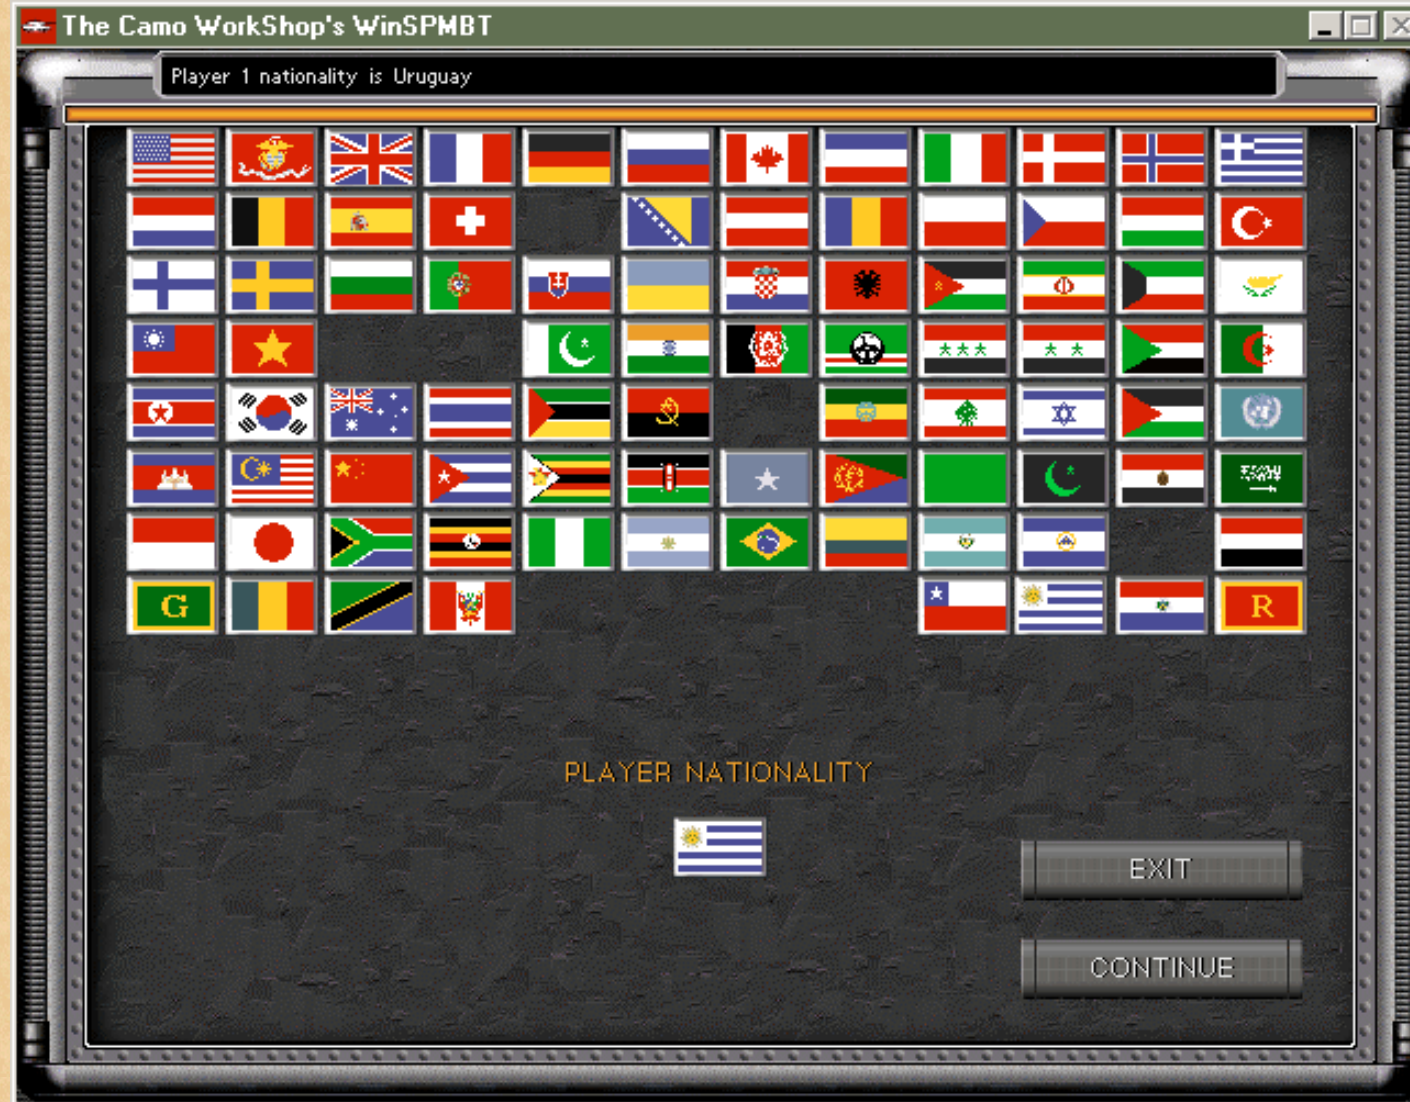 The Camo WorkShop's WinSPMBT
Player 1 nationality is Uruguay
G
R
PLAYER NATIONALITY
EXIT
CONTINUE